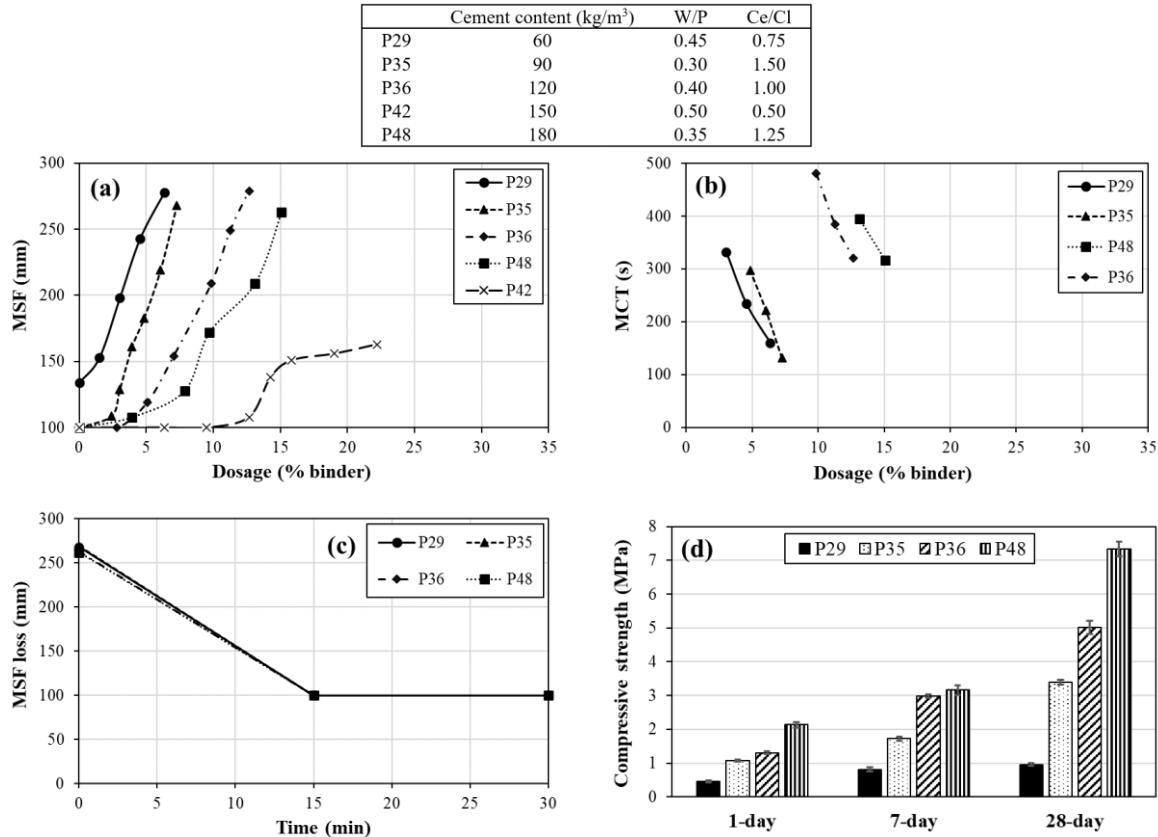 Cement content (kg/m³) W/P Ce/Cl
P29 60 0.45 0.75
P35 90 0.30 1.50
P36 120 0.40 1.00
P42 150 0.50 0.50
P48 180 0.35 1.25
(a)
MSF (mm)
300
250
200
150
100
0 5 10 15 20 25 30 35
Dosage (% binder)
P29
P35
P36
P48
P42
(b)
MCT (s)
500
400
300
200
100
0
0 5 10 15 20 25 30 35
Dosage (% binder)
P29
P35
P48
P36
(c)
MSF loss (mm)
300
250
200
150
100
50
0
0 5 10 15 20 25 30
Time (min)
P29 P35
P36 P48
(d)
Compressive strength (MPa)
8
7
6
5
4
3
2
1
0
P29 P35 P36 P48
1-day 7-day 28-day